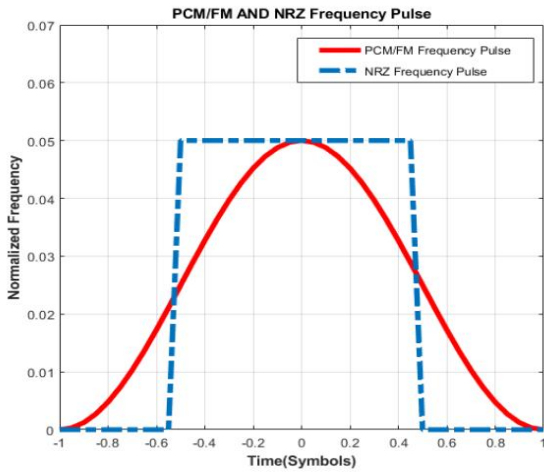 PCM/FM AND NRZ Frequency Pulse
0.07
PCM/FM Frequency Pulse
NRZ Frequency Pulse
0.06
0.05
0.04
Normalized Frequency
0.03
0.02
0.01
0
-1 -0.8 -0.6 -0.4 -0.2 0 0.2 0.4 0.6 0.8 1
Time(Symbols)